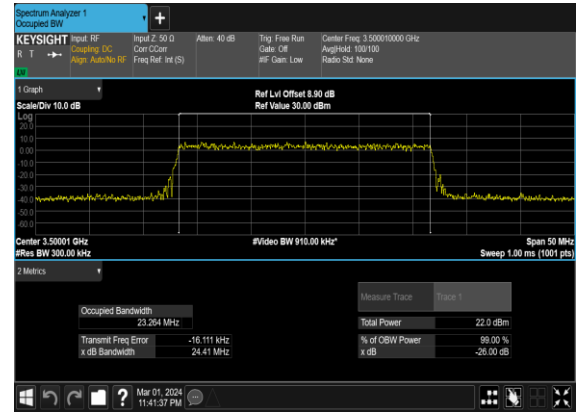 Spectrum Analyzer 1
Occupied BW
+
KEYSIGHT Input: RF Input Z: 50 Ω Atten: 40 dB Trig: Free Run Center Freq: 3.500010000 GHz
R T Coupling: DC Corr CCorr Gate: Off Avg|Hold: 100/100
Align: Auto/No RF Freq Ref: Int (S) #IF Gain: Low Radio Std: None
LW
1 Graph
Ref Lvl Offset 8.90 dB
Scale/Div 10.0 dB Ref Value 30.00 dBm
Log
20.0
10.0
0.00
-10.0
-20.0
-30.0
-40.0
-50.0
-60.0
Center 3.50001 GHz #Video BW 910.00 kHz* Span 50 MHz
#Res BW 300.00 kHz Sweep 1.00 ms (1001 pts)
2 Metrics
Measure Trace Trace 1
Occupied Bandwidth
23.264 MHz Total Power 22.0 dBm
Transmit Freq Error -16.111 kHz % of OBW Power 99.00 %
x dB Bandwidth 24.41 MHz x dB -26.00 dB
?
Mar 01, 2024
11:41:37 PM